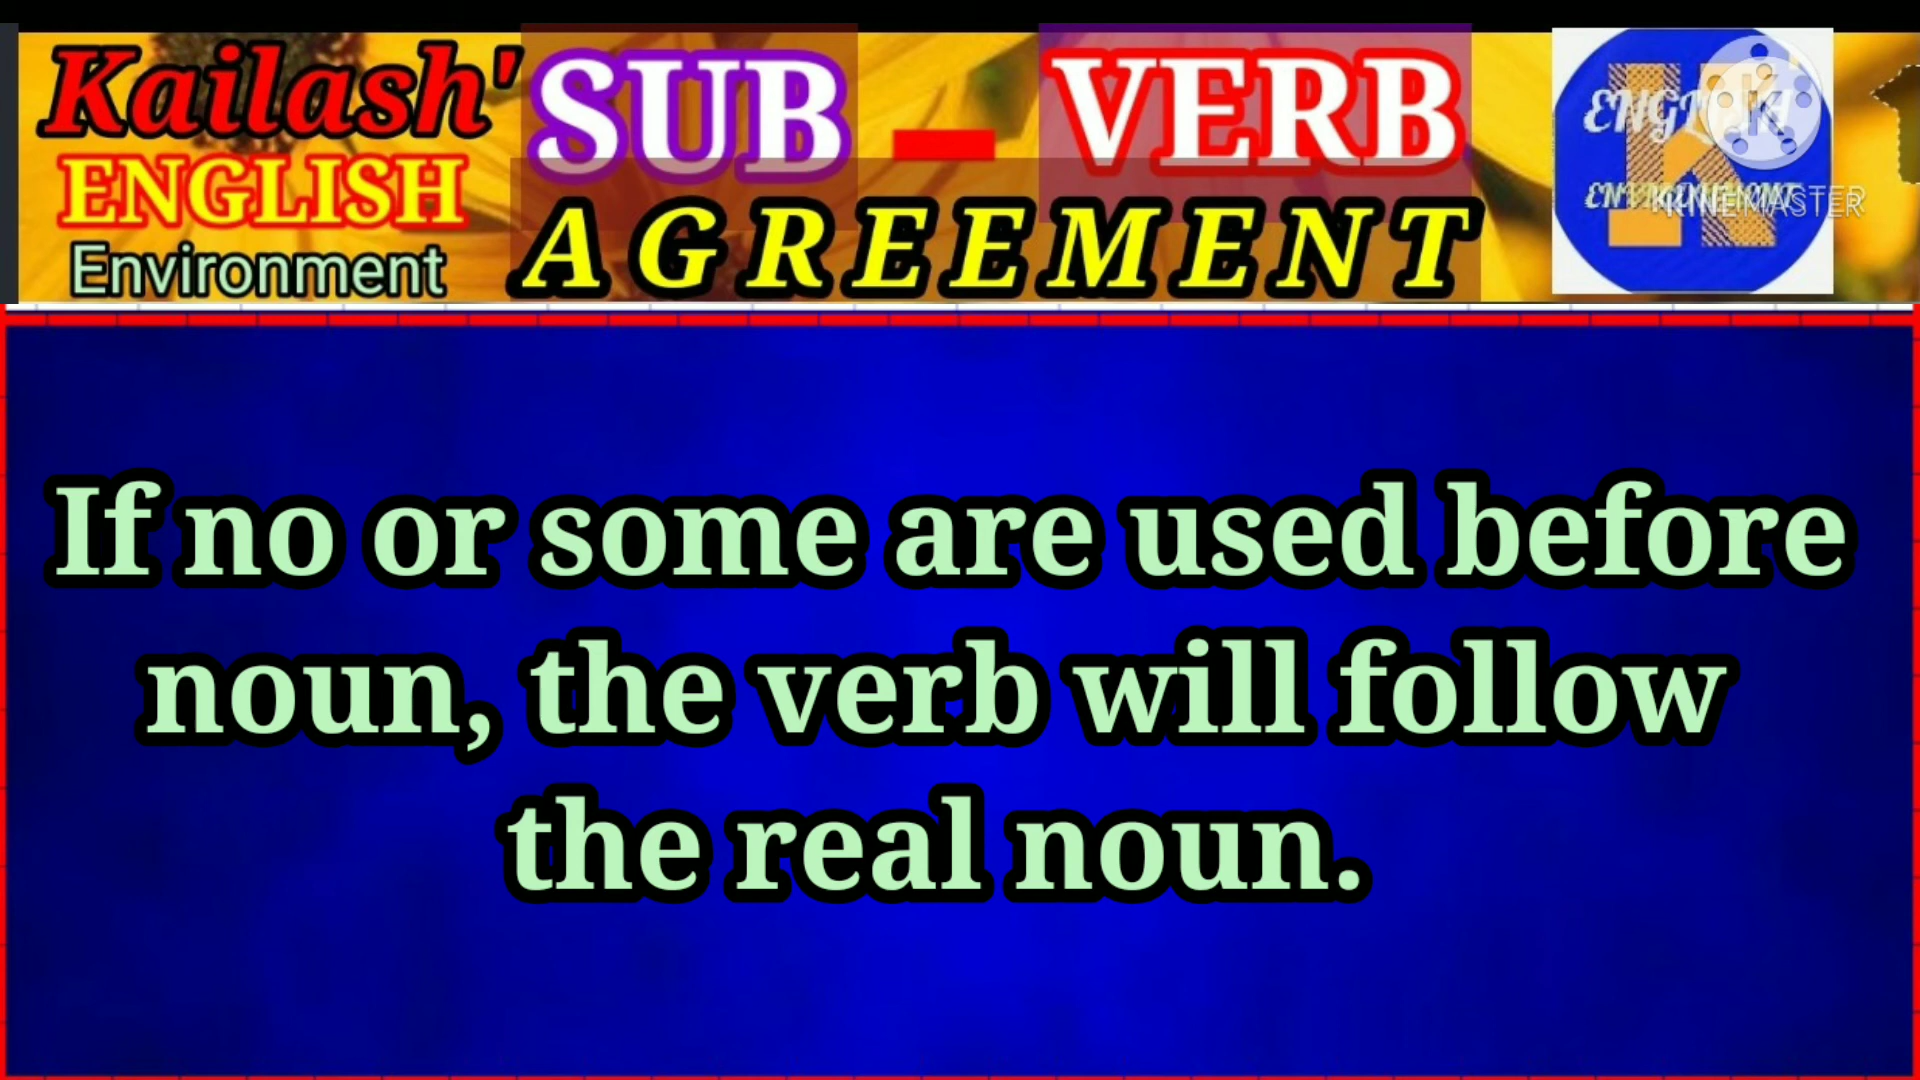 Kailash'
ENGLISH
Environment
SUB - VERB
AGREEMENT
KINEMASTER
If no or some are used before
noun, the verb will follow
the real noun.